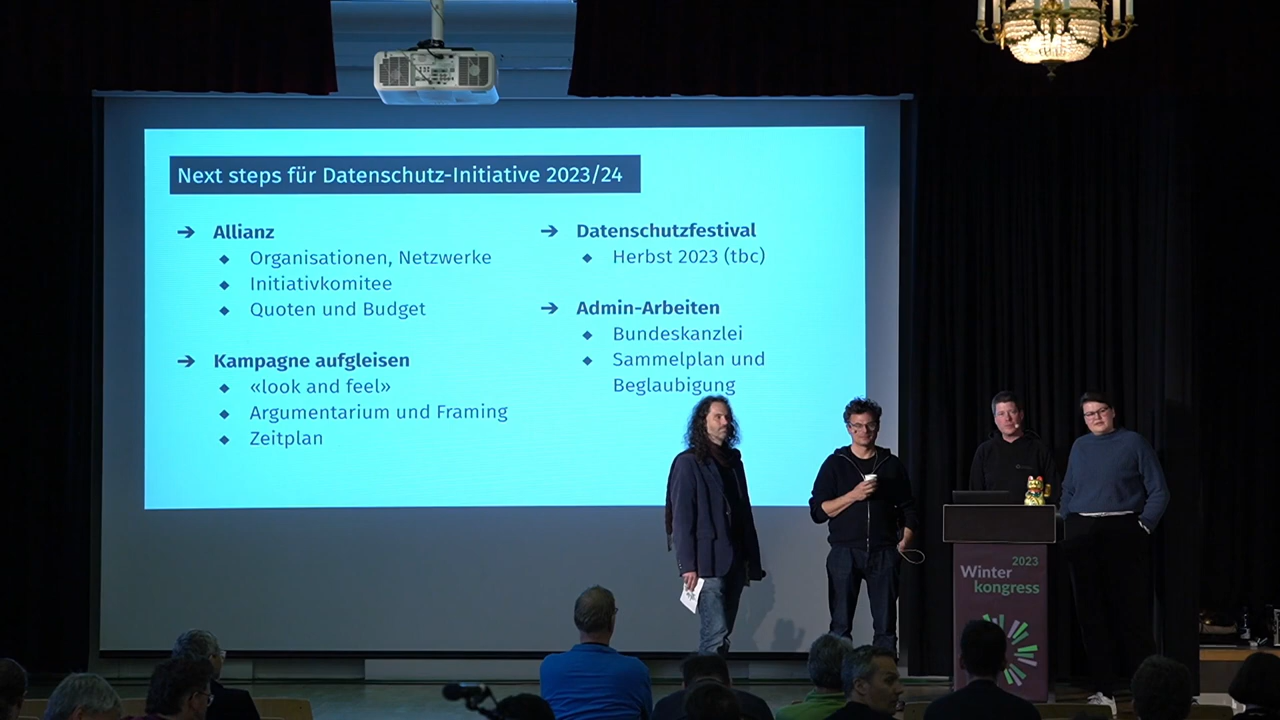 Next steps für Datenschutz-Initiative 2023/24
➔ Allianz
◆ Organisationen, Netzwerke
◆ Initiativkomitee
◆ Quoten und Budget
➔ Kampagne aufgleisen
◆ «look and feel»
◆ Argumentarium und Framing
◆ Zeitplan
➔ Datenschutzfestival
◆ Herbst 2023 (tbc)
➔ Admin-Arbeiten
◆ Bundeskanzlei
◆ Sammelplan und
Beglaubigung
2023
Winter
kongress